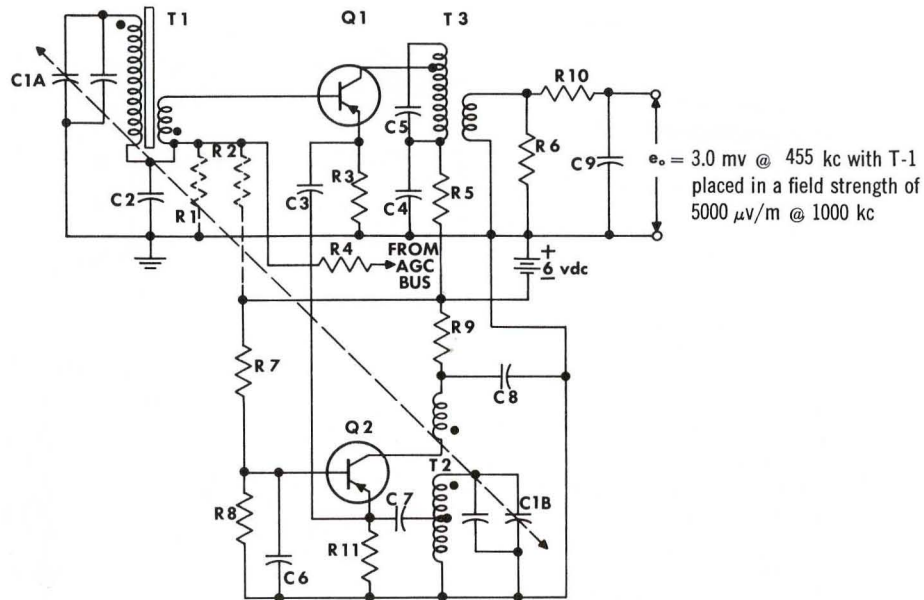 T1
Q1
T3
R10
C1A
C5
R6
C9
e₀ = 3.0 mv @ 455 kc with T-1
placed in a field strength of
5000 μv/m @ 1000 kc
R2
R3
C2
R1
C3
C4
R5
R4
FROM
AGC
BUS
+
6 vdc
−
R9
R7
C8
Q2
T2
C7
C1B
R8
R11
C6